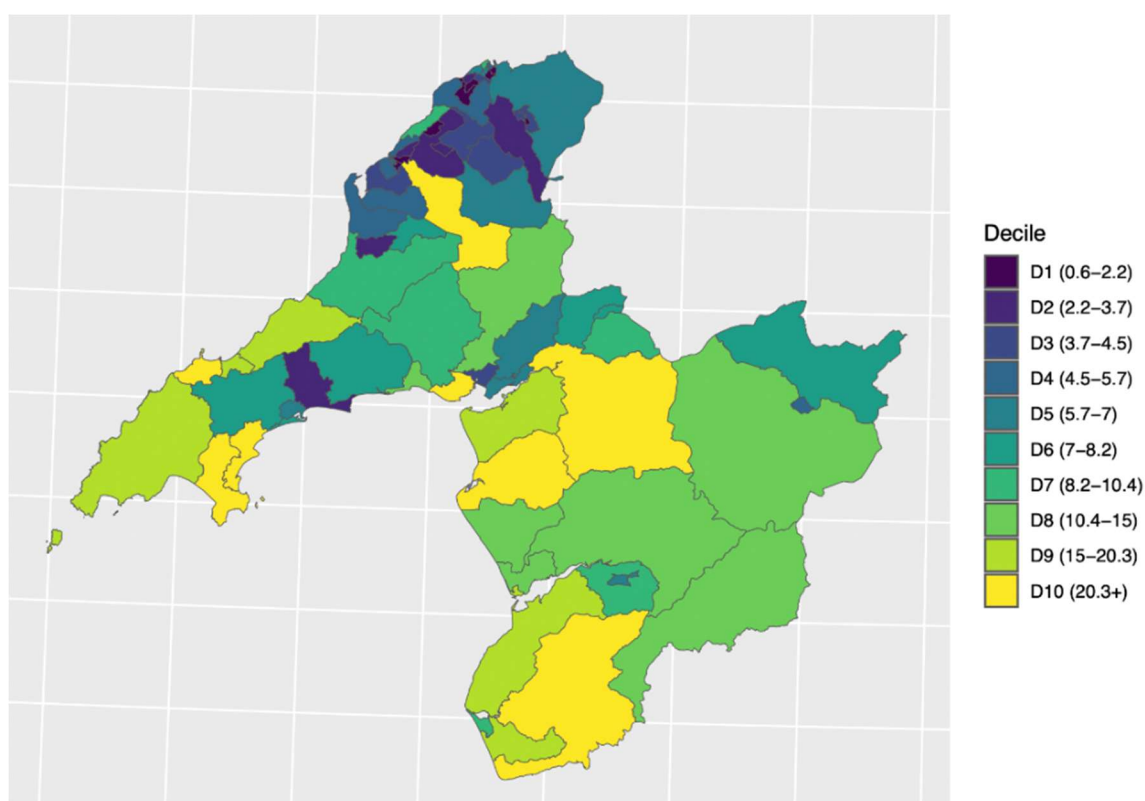 Decile
D1 (0.6–2.2)
D2 (2.2–3.7)
D3 (3.7–4.5)
D4 (4.5–5.7)
D5 (5.7–7)
D6 (7–8.2)
D7 (8.2–10.4)
D8 (10.4–15)
D9 (15–20.3)
D10 (20.3+)